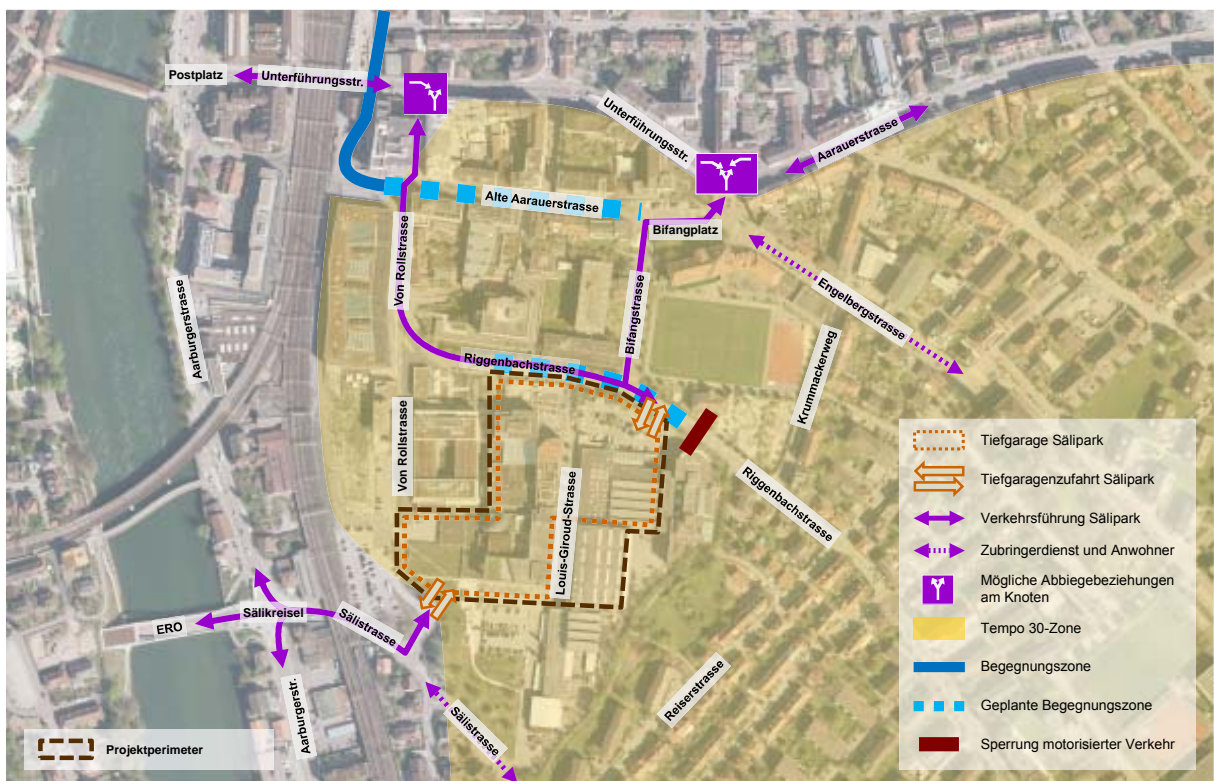 Postplatz
Unterführungsstr.
Unterführungsstr.
Aarauerstrasse
Alte Aarauerstrasse
Bifangplatz
Von Rollstrasse
Aarburgerstrasse
Bifangstrasse
Engelbergstrasse
Krummackerweg
Riggenbachstrasse
Von Rollstrasse
Louis-Giroud-Strasse
Riggenbachstrasse
Sälikreisel
ERO
Sälistrasse
Aarburgerstr.
Sälistrasse
Reiserstrasse
Projektperimeter
Tiefgarage Sälipark
Tiefgaragenzufahrt Sälipark
Verkehrsführung Sälipark
Zubringerdienst und Anwohner
Mögliche Abbiegebeziehungen
am Knoten
Tempo 30-Zone
Begegnungszone
Geplante Begegnungszone
Sperrung motorisierter Verkehr